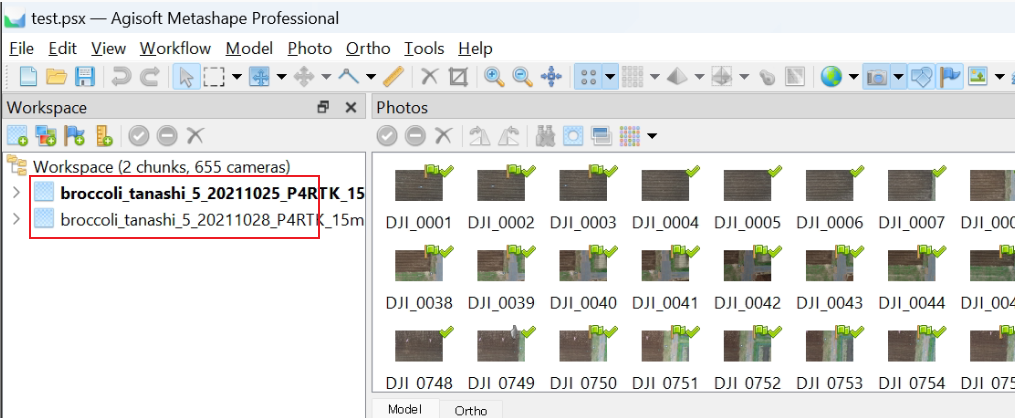 test.psx — Agisoft Metashape Professional
File Edit View Workflow Model Photo Ortho Tools Help
Workspace
Photos
Workspace (2 chunks, 655 cameras)
broccoli_tanashi_5_20211025_P4RTK_15
broccoli_tanashi_5_20211028_P4RTK_15m
DJI_0001 DJI_0002 DJI_0003 DJI_0004 DJI_0005 DJI_0006 DJI_0007 DJI_000
DJI_0038 DJI_0039 DJI_0040 DJI_0041 DJI_0042 DJI_0043 DJI_0044 DJI_004
DJI_0748 DJI_0749 DJI_0750 DJI_0751 DJI_0752 DJI_0753 DJI_0754 DJI_075
Model Ortho